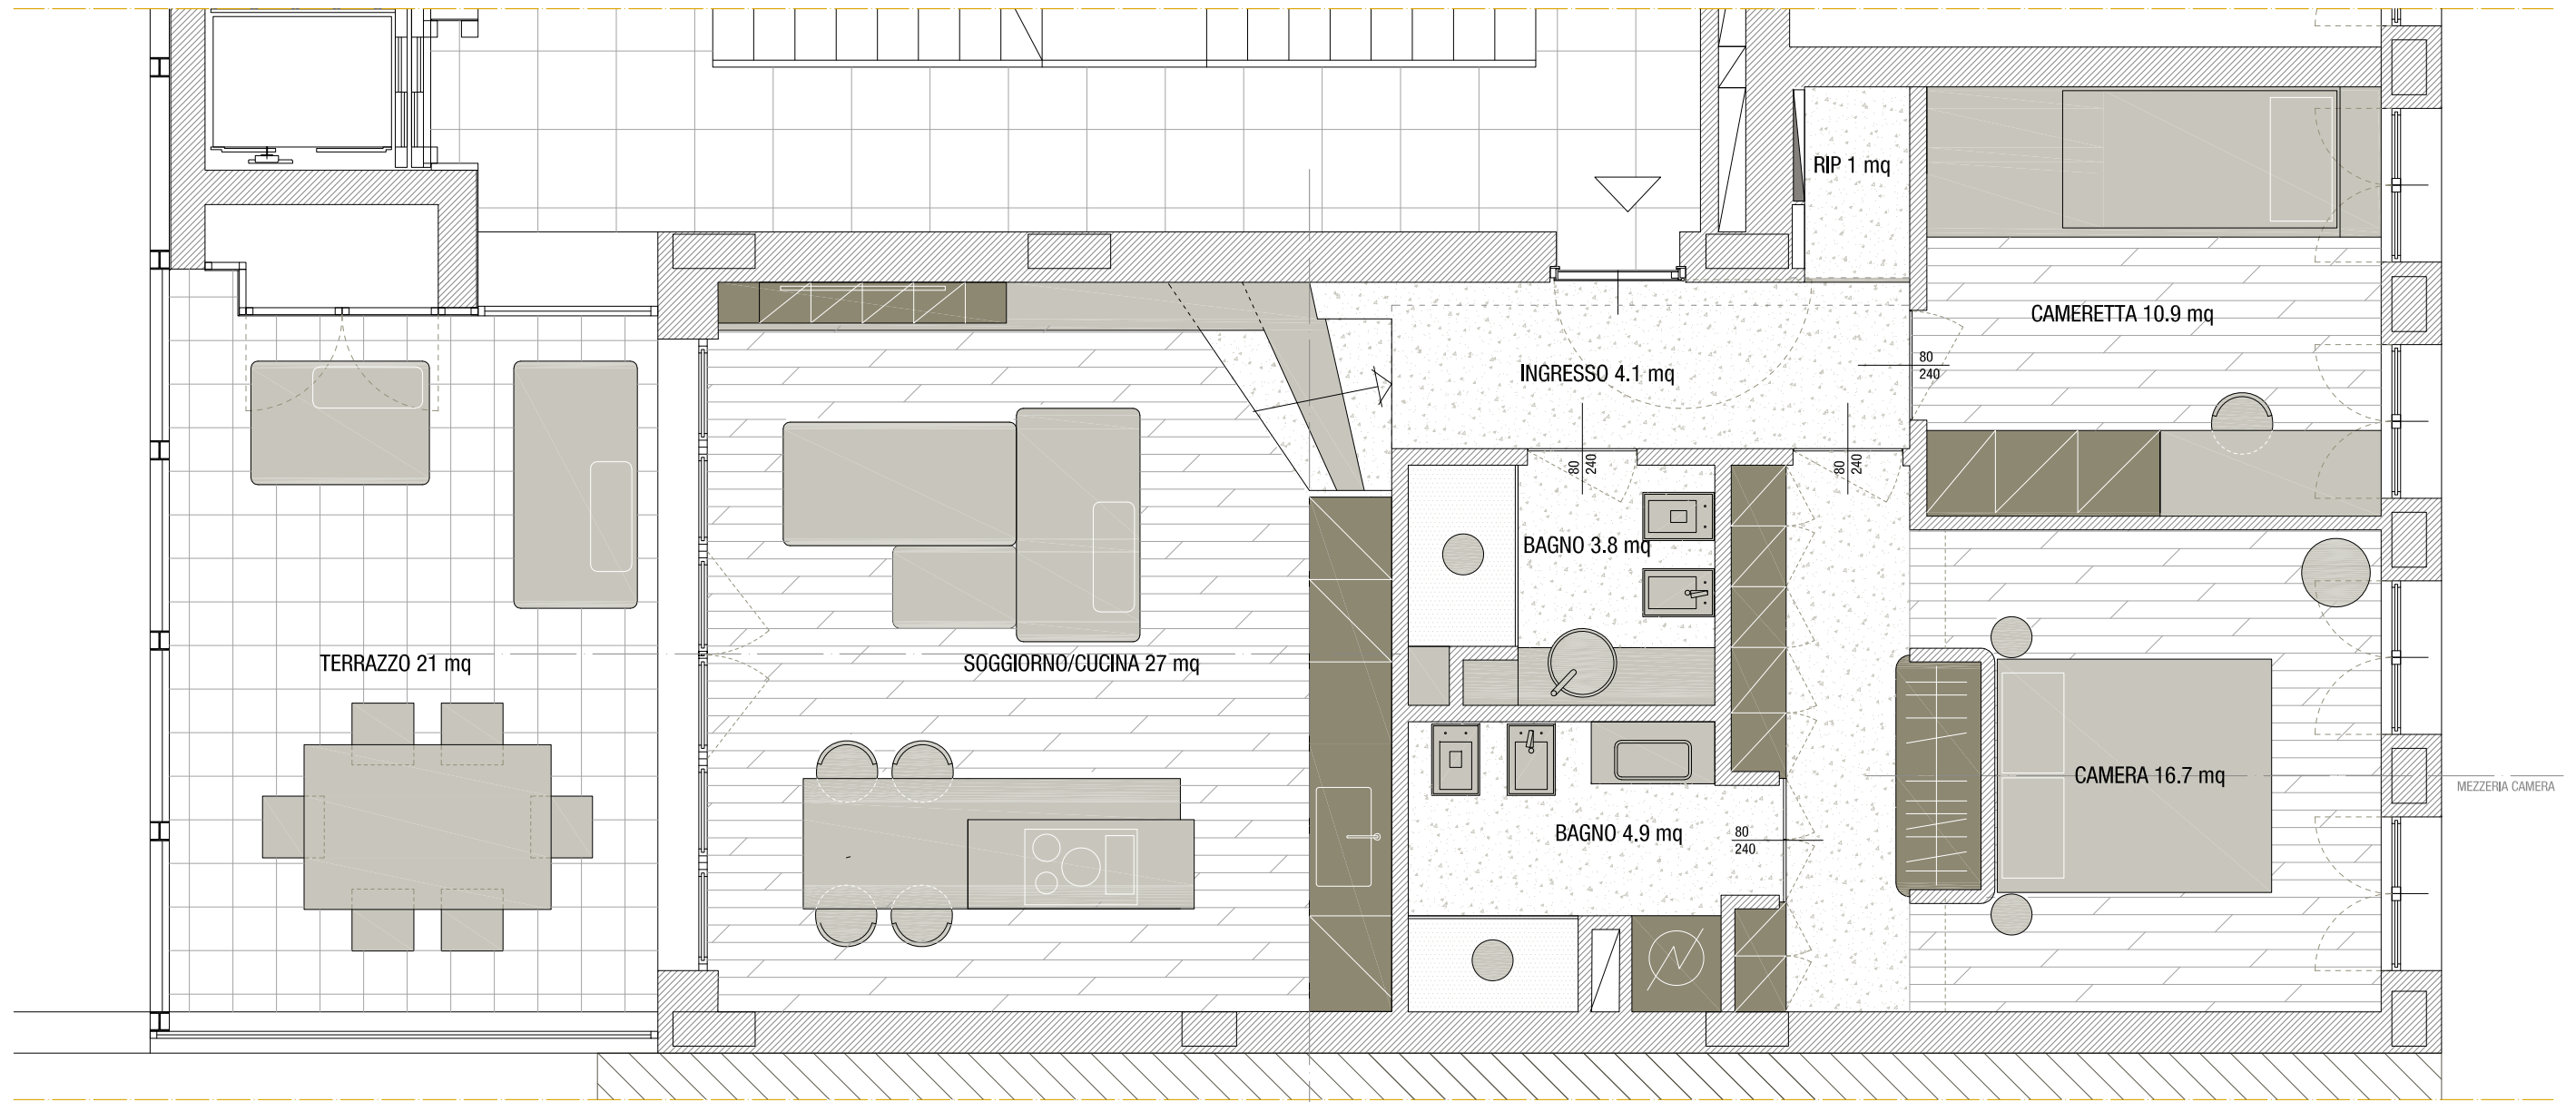 RIP 1 mq
CAMERETTA 10.9 mq
INGRESSO 4.1 mq
80
240
80
240
80
240
BAGNO 3.8 mq
TERRAZZO 21 mq
SOGGIORNO/CUCINA 27 mq
CAMERA 16.7 mq
MEZZERIA CAMERA
BAGNO 4.9 mq
80
240